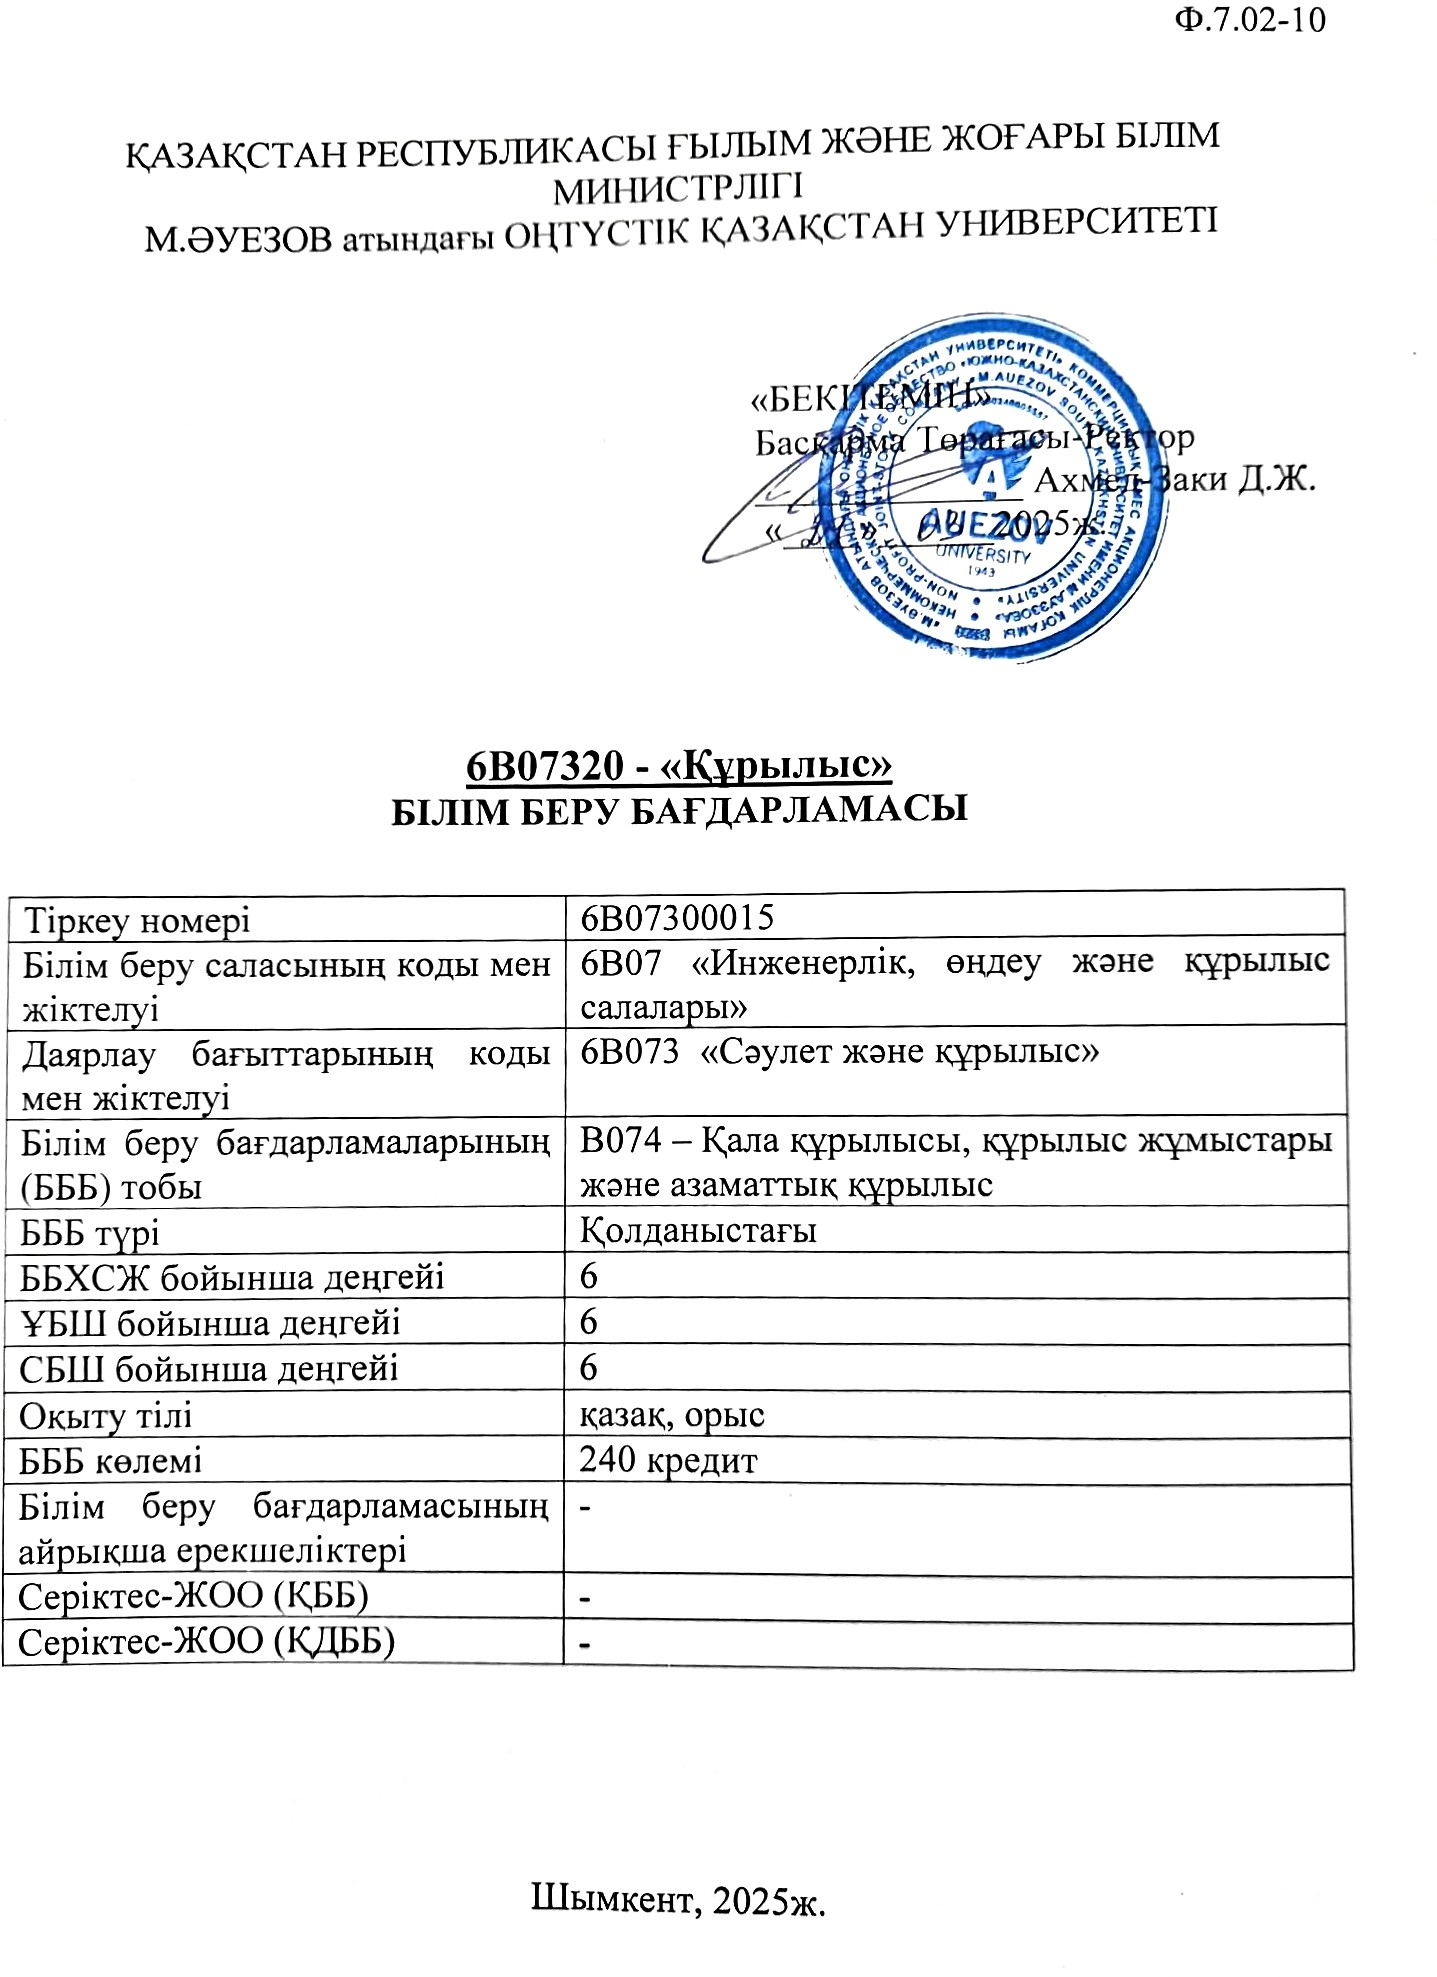 Ф.7.02-10
ҚАЗАҚСТАН РЕСПУБЛИКАСЫ ҒЫЛЫМ ЖӘНЕ ЖОҒАРЫ БІЛІМ
МИНИСТРЛІГІ
М.ӘУЕЗОВ атындағы ОҢТҮСТІК ҚАЗАҚСТАН УНИВЕРСИТЕТІ
«БЕКІТЕМІН»
Басқарма Төрағасы-Ректор
Ахмед-Заки Д.Ж.
« » 03 2025ж.
AUEZOV
UNIVERSITY
1943
6В07320 - «Құрылыс»
БІЛІМ БЕРУ БАҒДАРЛАМАСЫ
Тіркеу номері 6В07300015
Білім беру саласының коды мен 6В07 «Инженерлік, өңдеу және құрылыс
жіктелуі салалары»
Даярлау бағыттарының коды 6В073 «Сәулет және құрылыс»
мен жіктелуі
Білім беру бағдарламаларының В074 – Қала құрылысы, құрылыс жұмыстары
(БББ) тобы және азаматтық құрылыс
БББ түрі Қолданыстағы
ББХСЖ бойынша деңгейі 6
ҰБШ бойынша деңгейі 6
СБШ бойынша деңгейі 6
Оқыту тілі қазақ, орыс
БББ көлемі 240 кредит
Білім беру бағдарламасының -
айрықша ерекшеліктері
Серіктес-ЖОО (ҚББ) -
Серіктес-ЖОО (ҚДББ) -
Шымкент, 2025ж.